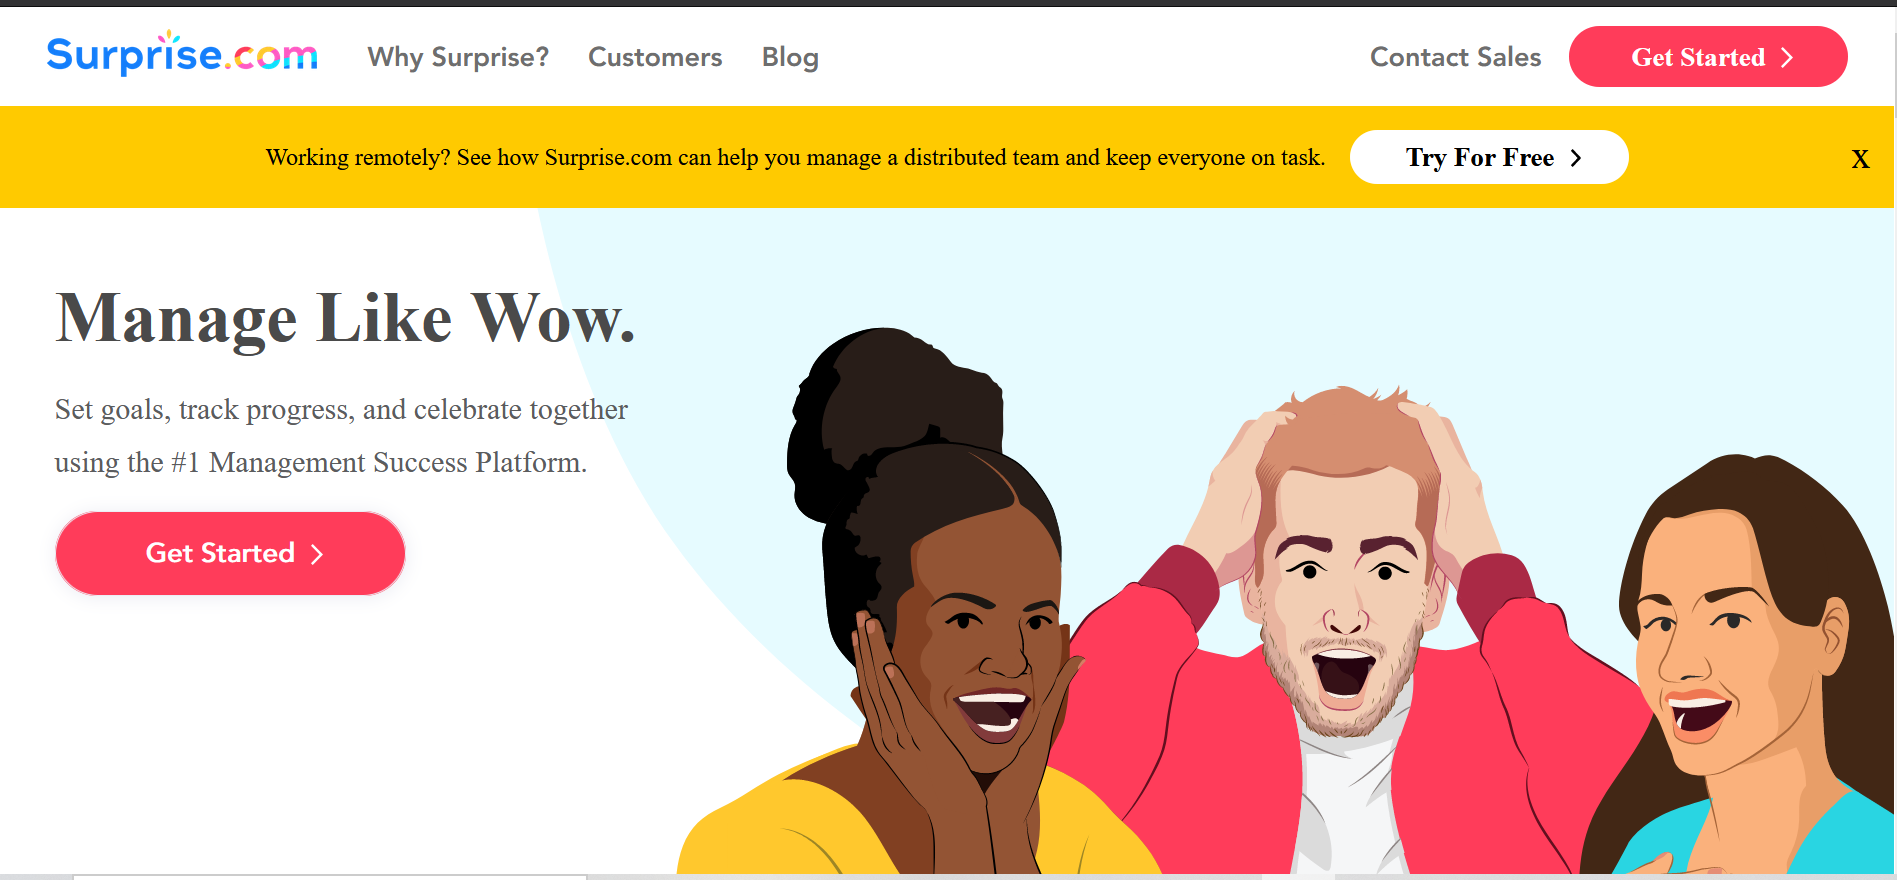 Surprise.com
Why Surprise?
Customers
Blog
Contact Sales
Get Started
Working remotely? See how Surprise.com can help you manage a distributed team and keep everyone on task.
Try For Free
X
Manage Like Wow.
Set goals, track progress, and celebrate together
using the #1 Management Success Platform.
Get Started